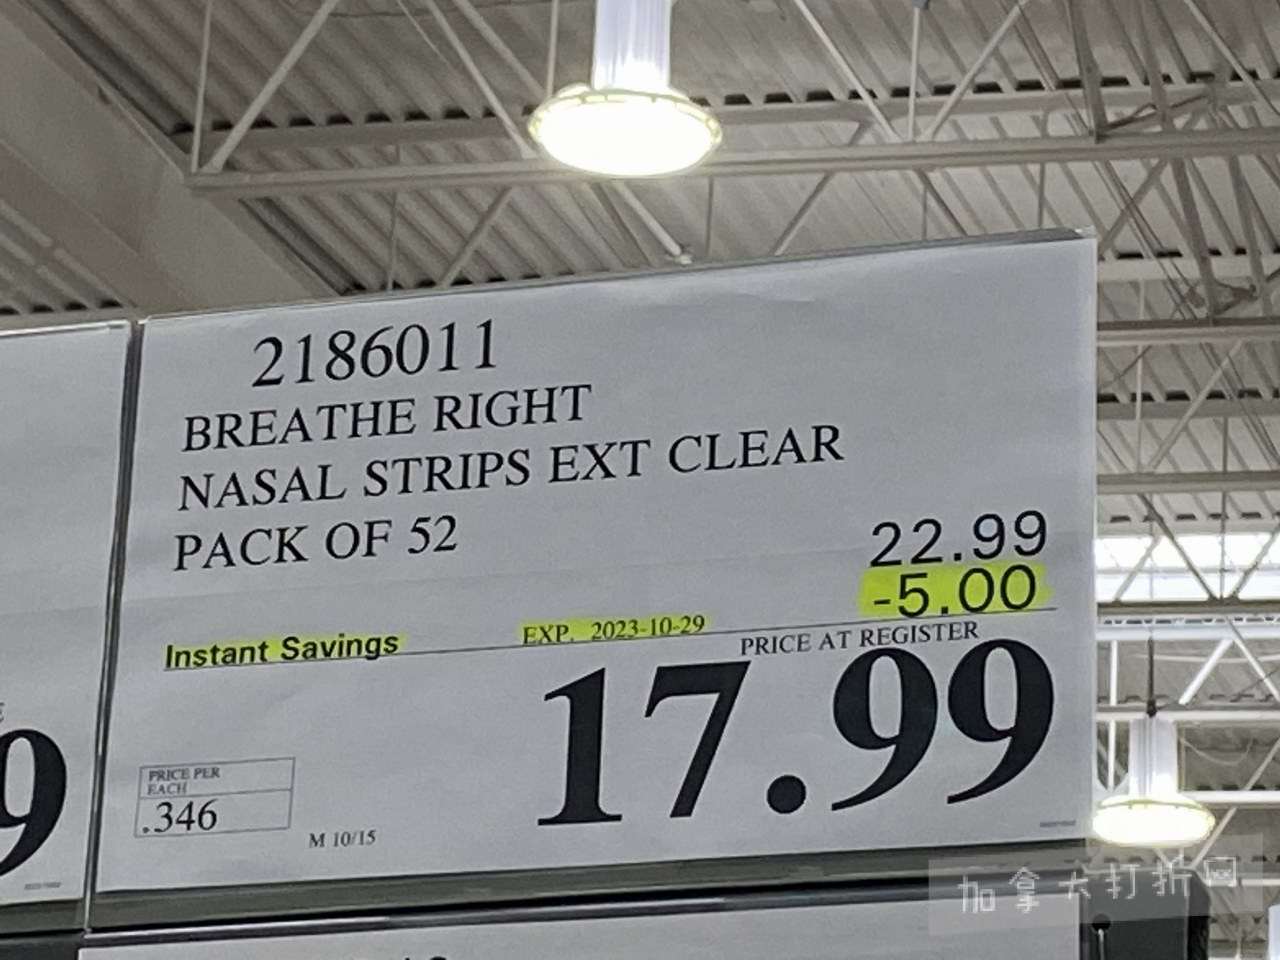 2186011
BREATHE RIGHT
NASAL STRIPS EXT CLEAR
PACK OF 52
22.99
-5.00
Instant Savings
EXP. 2023-10-29
PRICE AT REGISTER
17.99
PRICE PER
EACH
.346
M 10/15
9
加拿大打折网